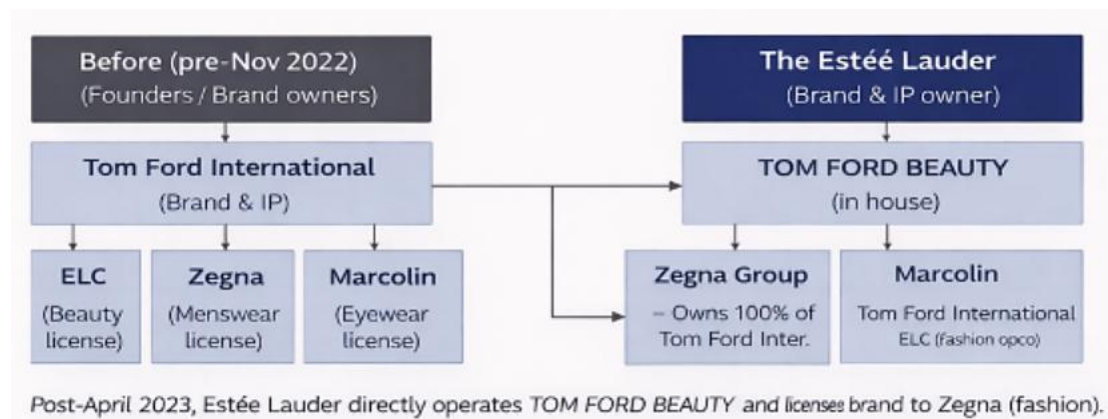 Before (pre-Nov 2022)
(Founders / Brand owners)
Tom Ford International
(Brand & IP)
ELC
(Beauty
license)
Zegna
(Menswear
license)
Marcolin
(Eyewear
license)
The Estéé Lauder
(Brand & IP owner)
TOM FORD BEAUTY
(in house)
Zegna Group
– Owns 100% of
Tom Ford Inter.
Marcolin
Tom Ford International
ELC (fashion opco)
Post-April 2023, Estée Lauder directly operates TOM FORD BEAUTY and licenses brand to Zegna (fashion).